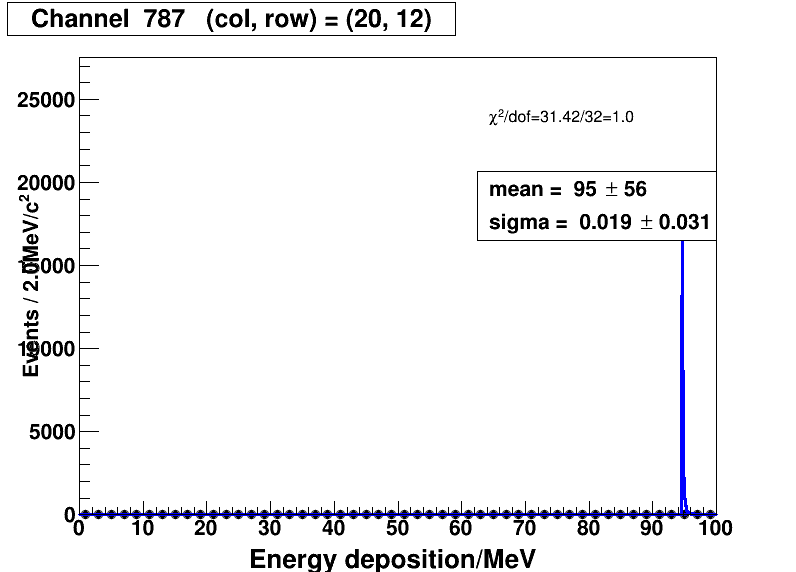 Channel  787   (col, row) = (20, 12)
χ²/dof=31.42/32=1.0
mean =  95 ± 56
sigma =  0.019 ± 0.031
Events / 2.0MeV/c²
25000
20000
15000
10000
5000
0
0 10 20 30 40 50 60 70 80 90 100
Energy deposition/MeV